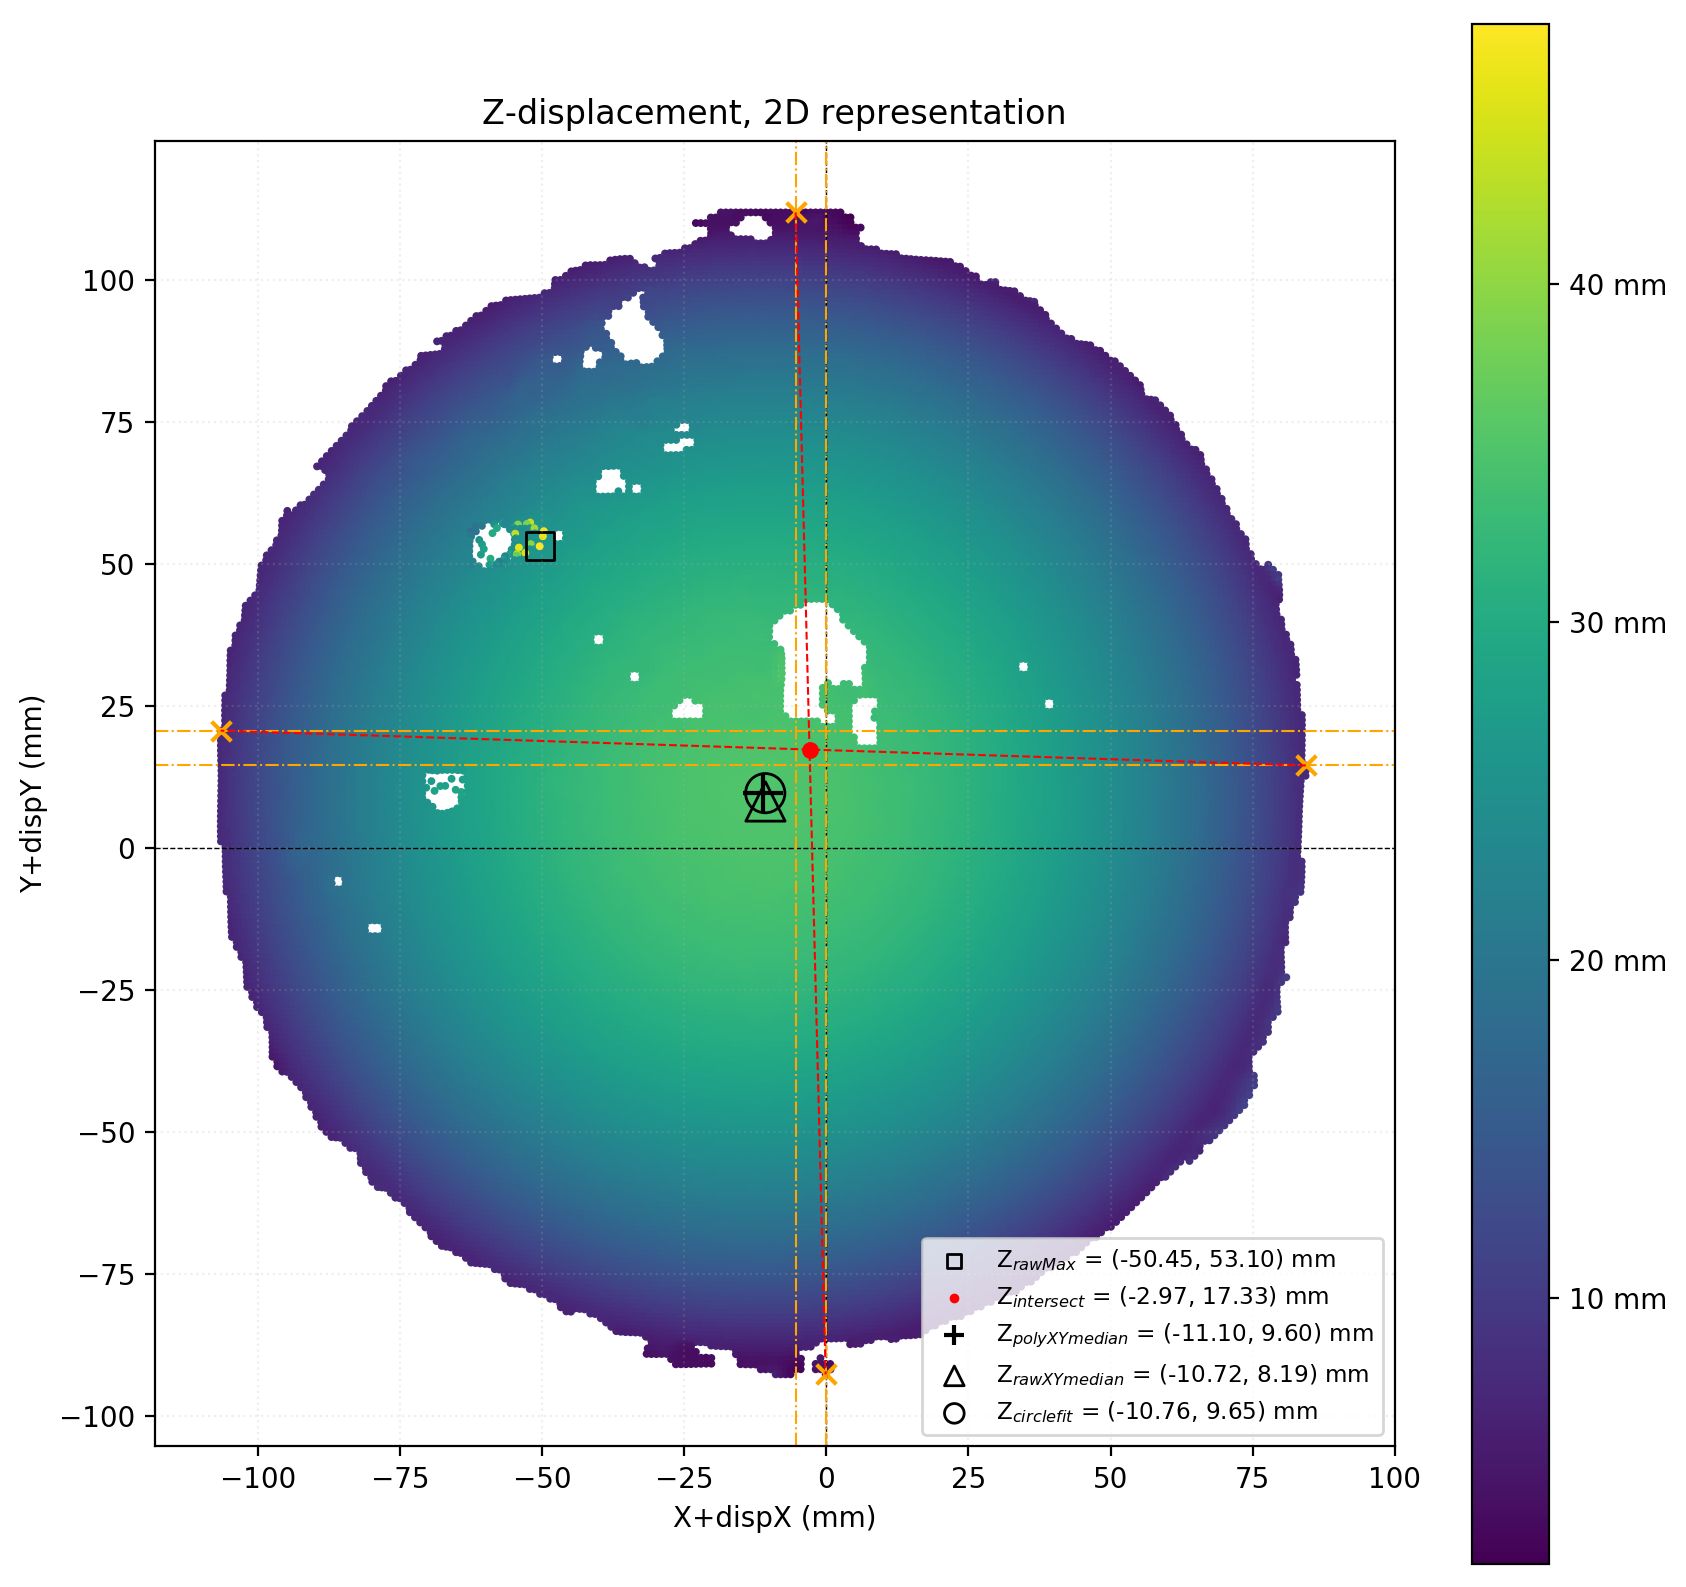 Z-displacement, 2D representation
40 mm
30 mm
20 mm
10 mm
Y+dispY (mm)
100
75
50
25
0
−25
−50
−75
−100
−100
−75
−50
−25
0
25
50
75
100
X+dispX (mm)
Z_rawMax = (-50.45, 53.10) mm
Z_intersect = (-2.97, 17.33) mm
Z_polyXYmedian = (-11.10, 9.60) mm
Z_rawXYmedian = (-10.72, 8.19) mm
Z_circlefit = (-10.76, 9.65) mm